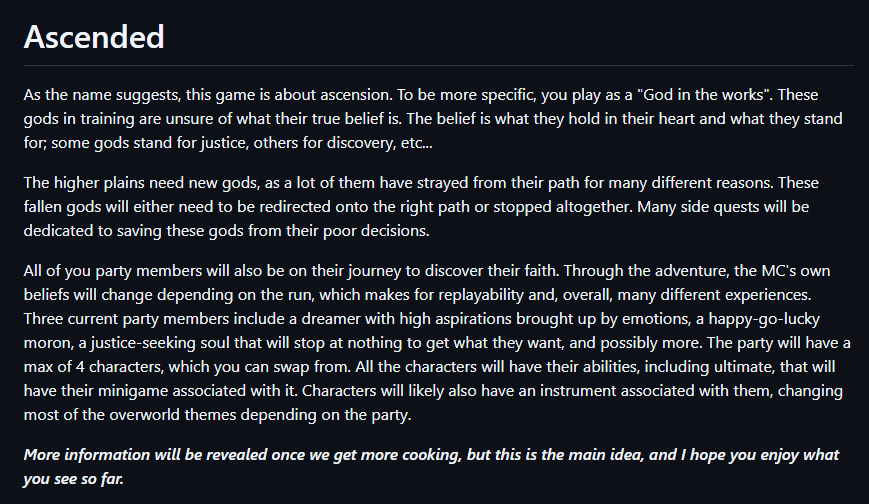 Ascended
As the name suggests, this game is about ascension. To be more specific, you play as a "God in the works". These
gods in training are unsure of what their true belief is. The belief is what they hold in their heart and what they stand
for; some gods stand for justice, others for discovery, etc...
The higher plains need new gods, as a lot of them have strayed from their path for many different reasons. These
fallen gods will either need to be redirected onto the right path or stopped altogether. Many side quests will be
dedicated to saving these gods from their poor decisions.
All of you party members will also be on their journey to discover their faith. Through the adventure, the MC's own
beliefs will change depending on the run, which makes for replayability and, overall, many different experiences.
Three current party members include a dreamer with high aspirations brought up by emotions, a happy-go-lucky
moron, a justice-seeking soul that will stop at nothing to get what they want, and possibly more. The party will have a
max of 4 characters, which you can swap from. All the characters will have their abilities, including ultimate, that will
have their minigame associated with it. Characters will likely also have an instrument associated with them, changing
most of the overworld themes depending on the party.
More information will be revealed once we get more cooking, but this is the main idea, and I hope you enjoy what
you see so far.